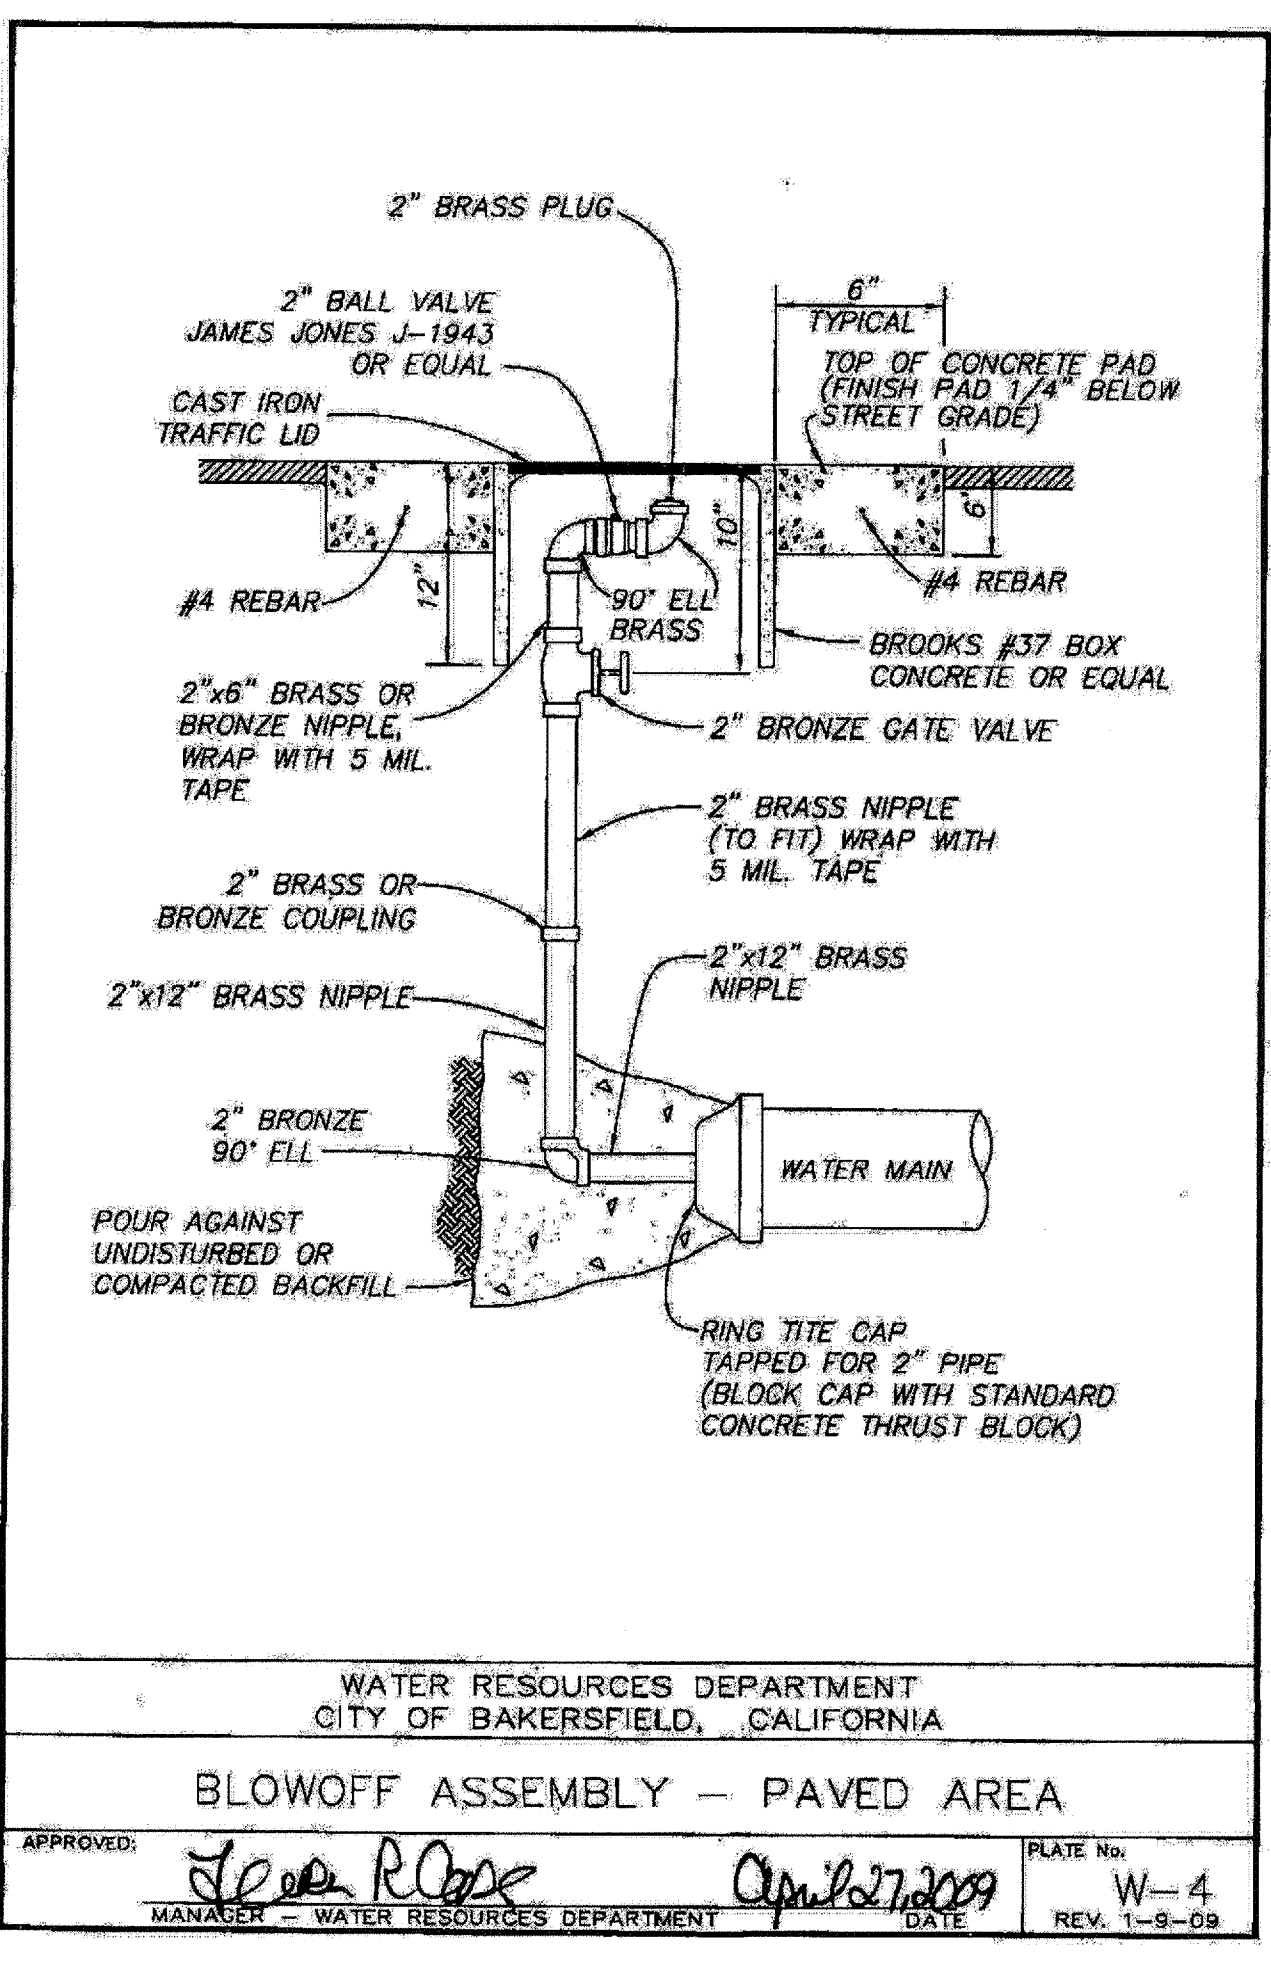 2" BRASS PLUG
2" BALL VALVE
JAMES JONES J-1943
OR EQUAL
6"
TYPICAL
TOP OF CONCRETE PAD
(FINISH PAD 1/4" BELOW
STREET GRADE)
CAST IRON
TRAFFIC LID
10"
6"
12"
#4 REBAR
#4 REBAR
90° ELL
BRASS
BROOKS #37 BOX
CONCRETE OR EQUAL
2"x6" BRASS OR
BRONZE NIPPLE,
WRAP WITH 5 MIL.
TAPE
2" BRONZE GATE VALVE
2" BRASS NIPPLE
(TO FIT) WRAP WITH
5 MIL. TAPE
2" BRASS OR
BRONZE COUPLING
2"x12" BRASS
NIPPLE
2"x12" BRASS NIPPLE
2" BRONZE
90° ELL
WATER MAIN
POUR AGAINST
UNDISTURBED OR
COMPACTED BACKFILL
RING TITE CAP
TAPPED FOR 2" PIPE
(BLOCK CAP WITH STANDARD
CONCRETE THRUST BLOCK)
WATER RESOURCES DEPARTMENT
CITY OF BAKERSFIELD, CALIFORNIA
BLOWOFF ASSEMBLY - PAVED AREA
APPROVED:
April 27, 2009
MANAGER - WATER RESOURCES DEPARTMENT
DATE
PLATE No.
W-4
REV. 1-9-09